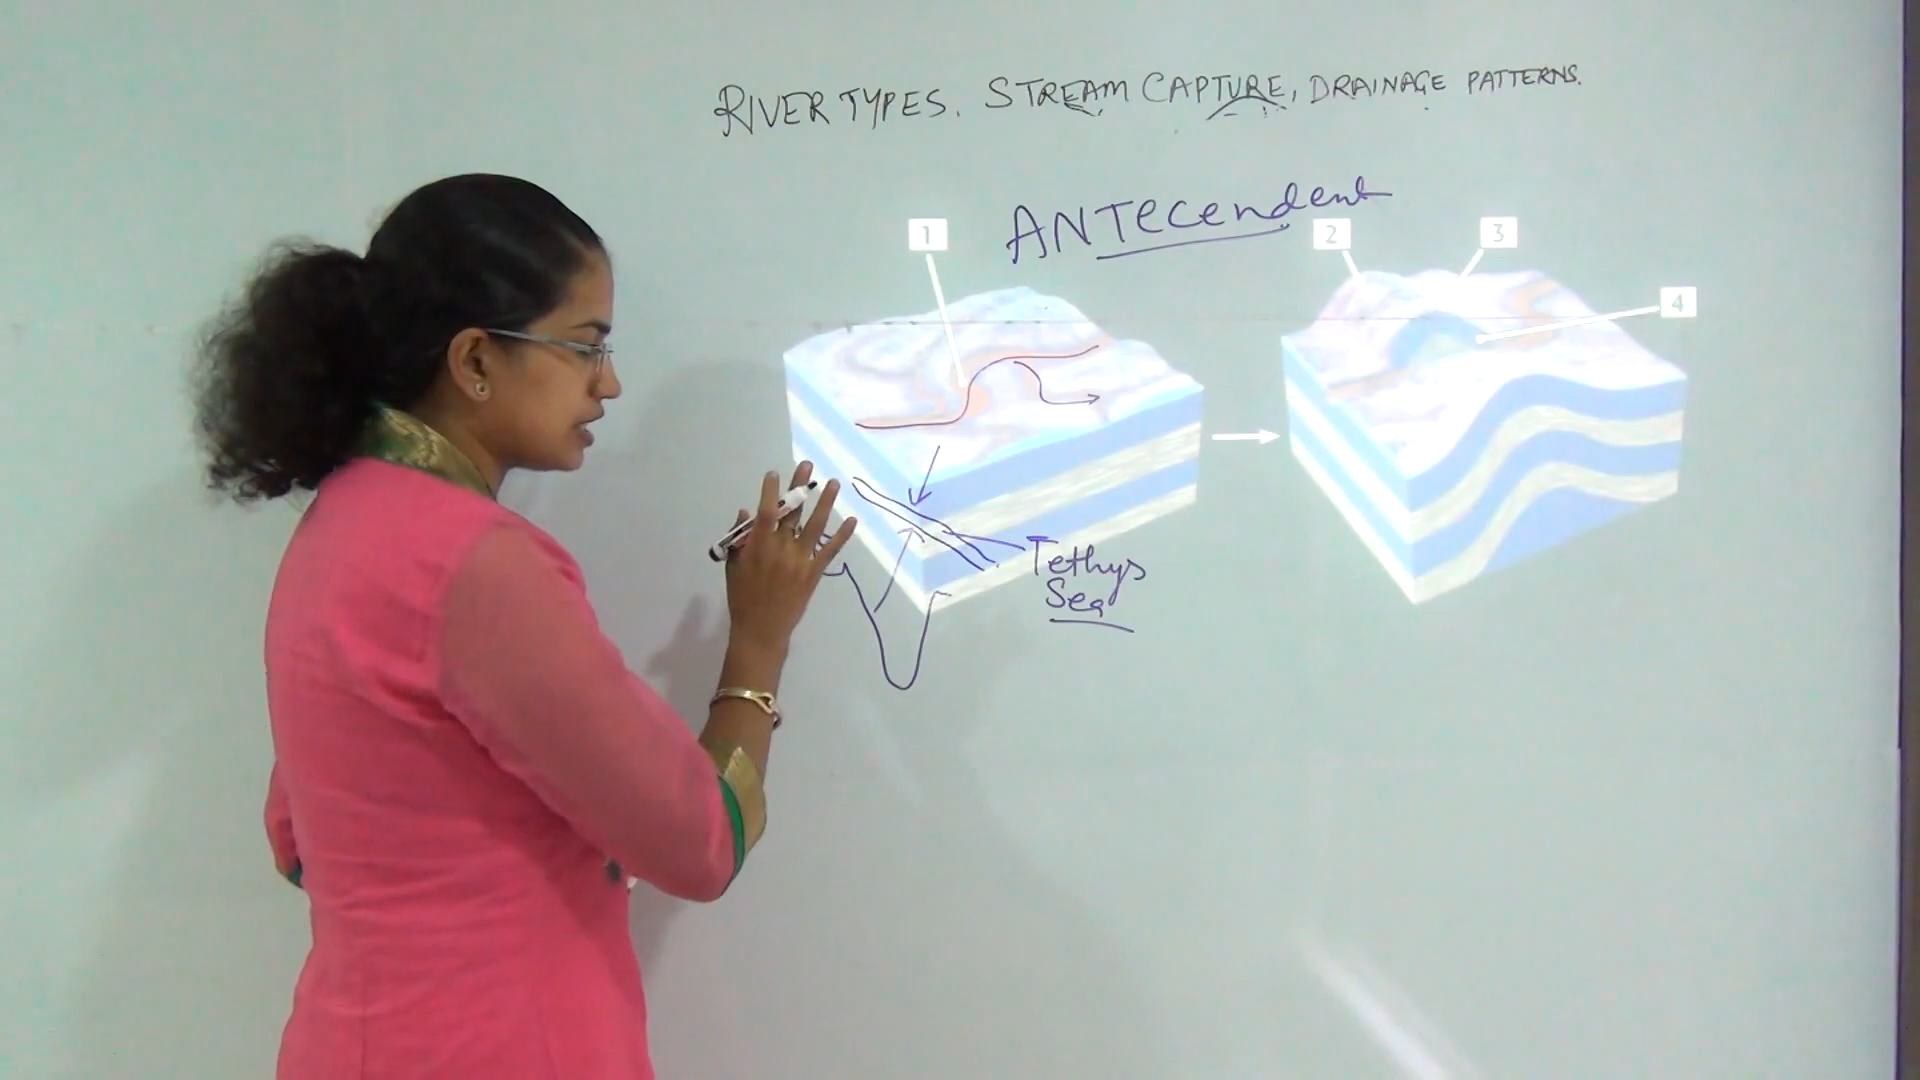 RIVER TYPES. STREAM CAPTURE, DRAINAGE PATTERNS.
ANTECENDENT
1
2
3
4
Tethys
Sea